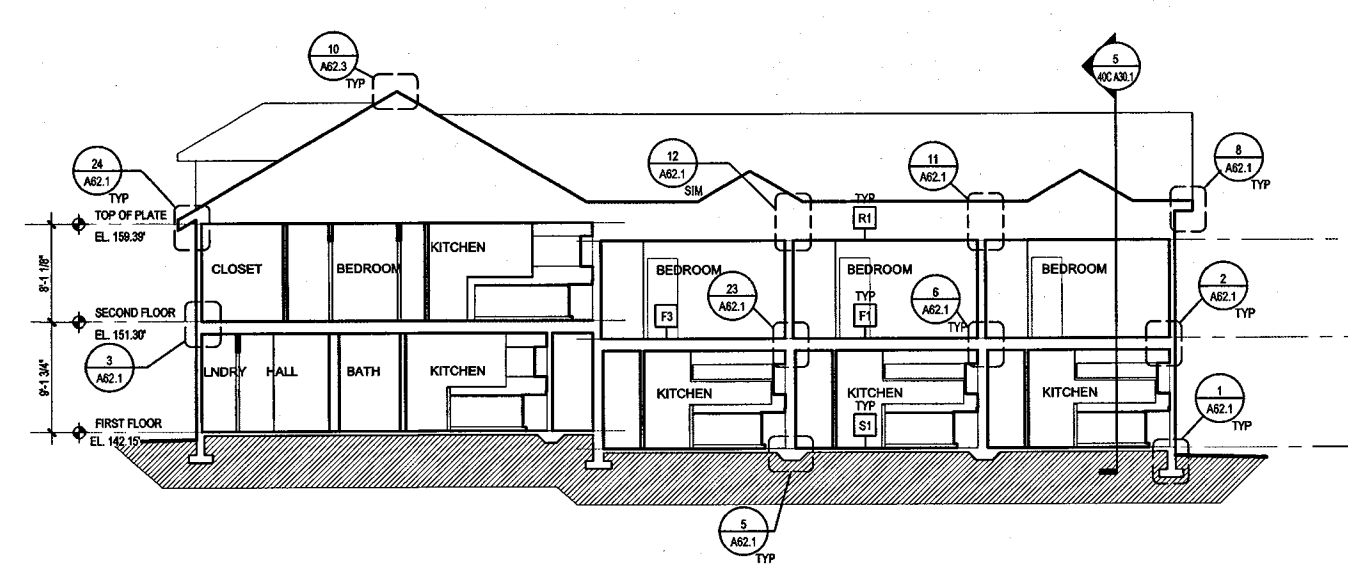 10
A62.3
TYP
5
40C A30.1
24
A62.1
TYP
12
A62.1
SIM
11
A62.1
8
A62.1
TYP
TOP OF PLATE
EL. 159.39'
TYP
R1
8'-1 1/8"
CLOSET
BEDROOM
KITCHEN
BEDROOM
BEDROOM
BEDROOM
23
A62.1
F3
TYP
F1
6
A62.1
TYP
2
A62.1
TYP
SECOND FLOOR
EL. 151.30'
3
A62.1
9'-1 3/4"
LNDRY
HALL
BATH
KITCHEN
KITCHEN
KITCHEN
KITCHEN
TYP
S1
1
A62.1
TYP
FIRST FLOOR
EL. 142.15'
5
A62.1
TYP